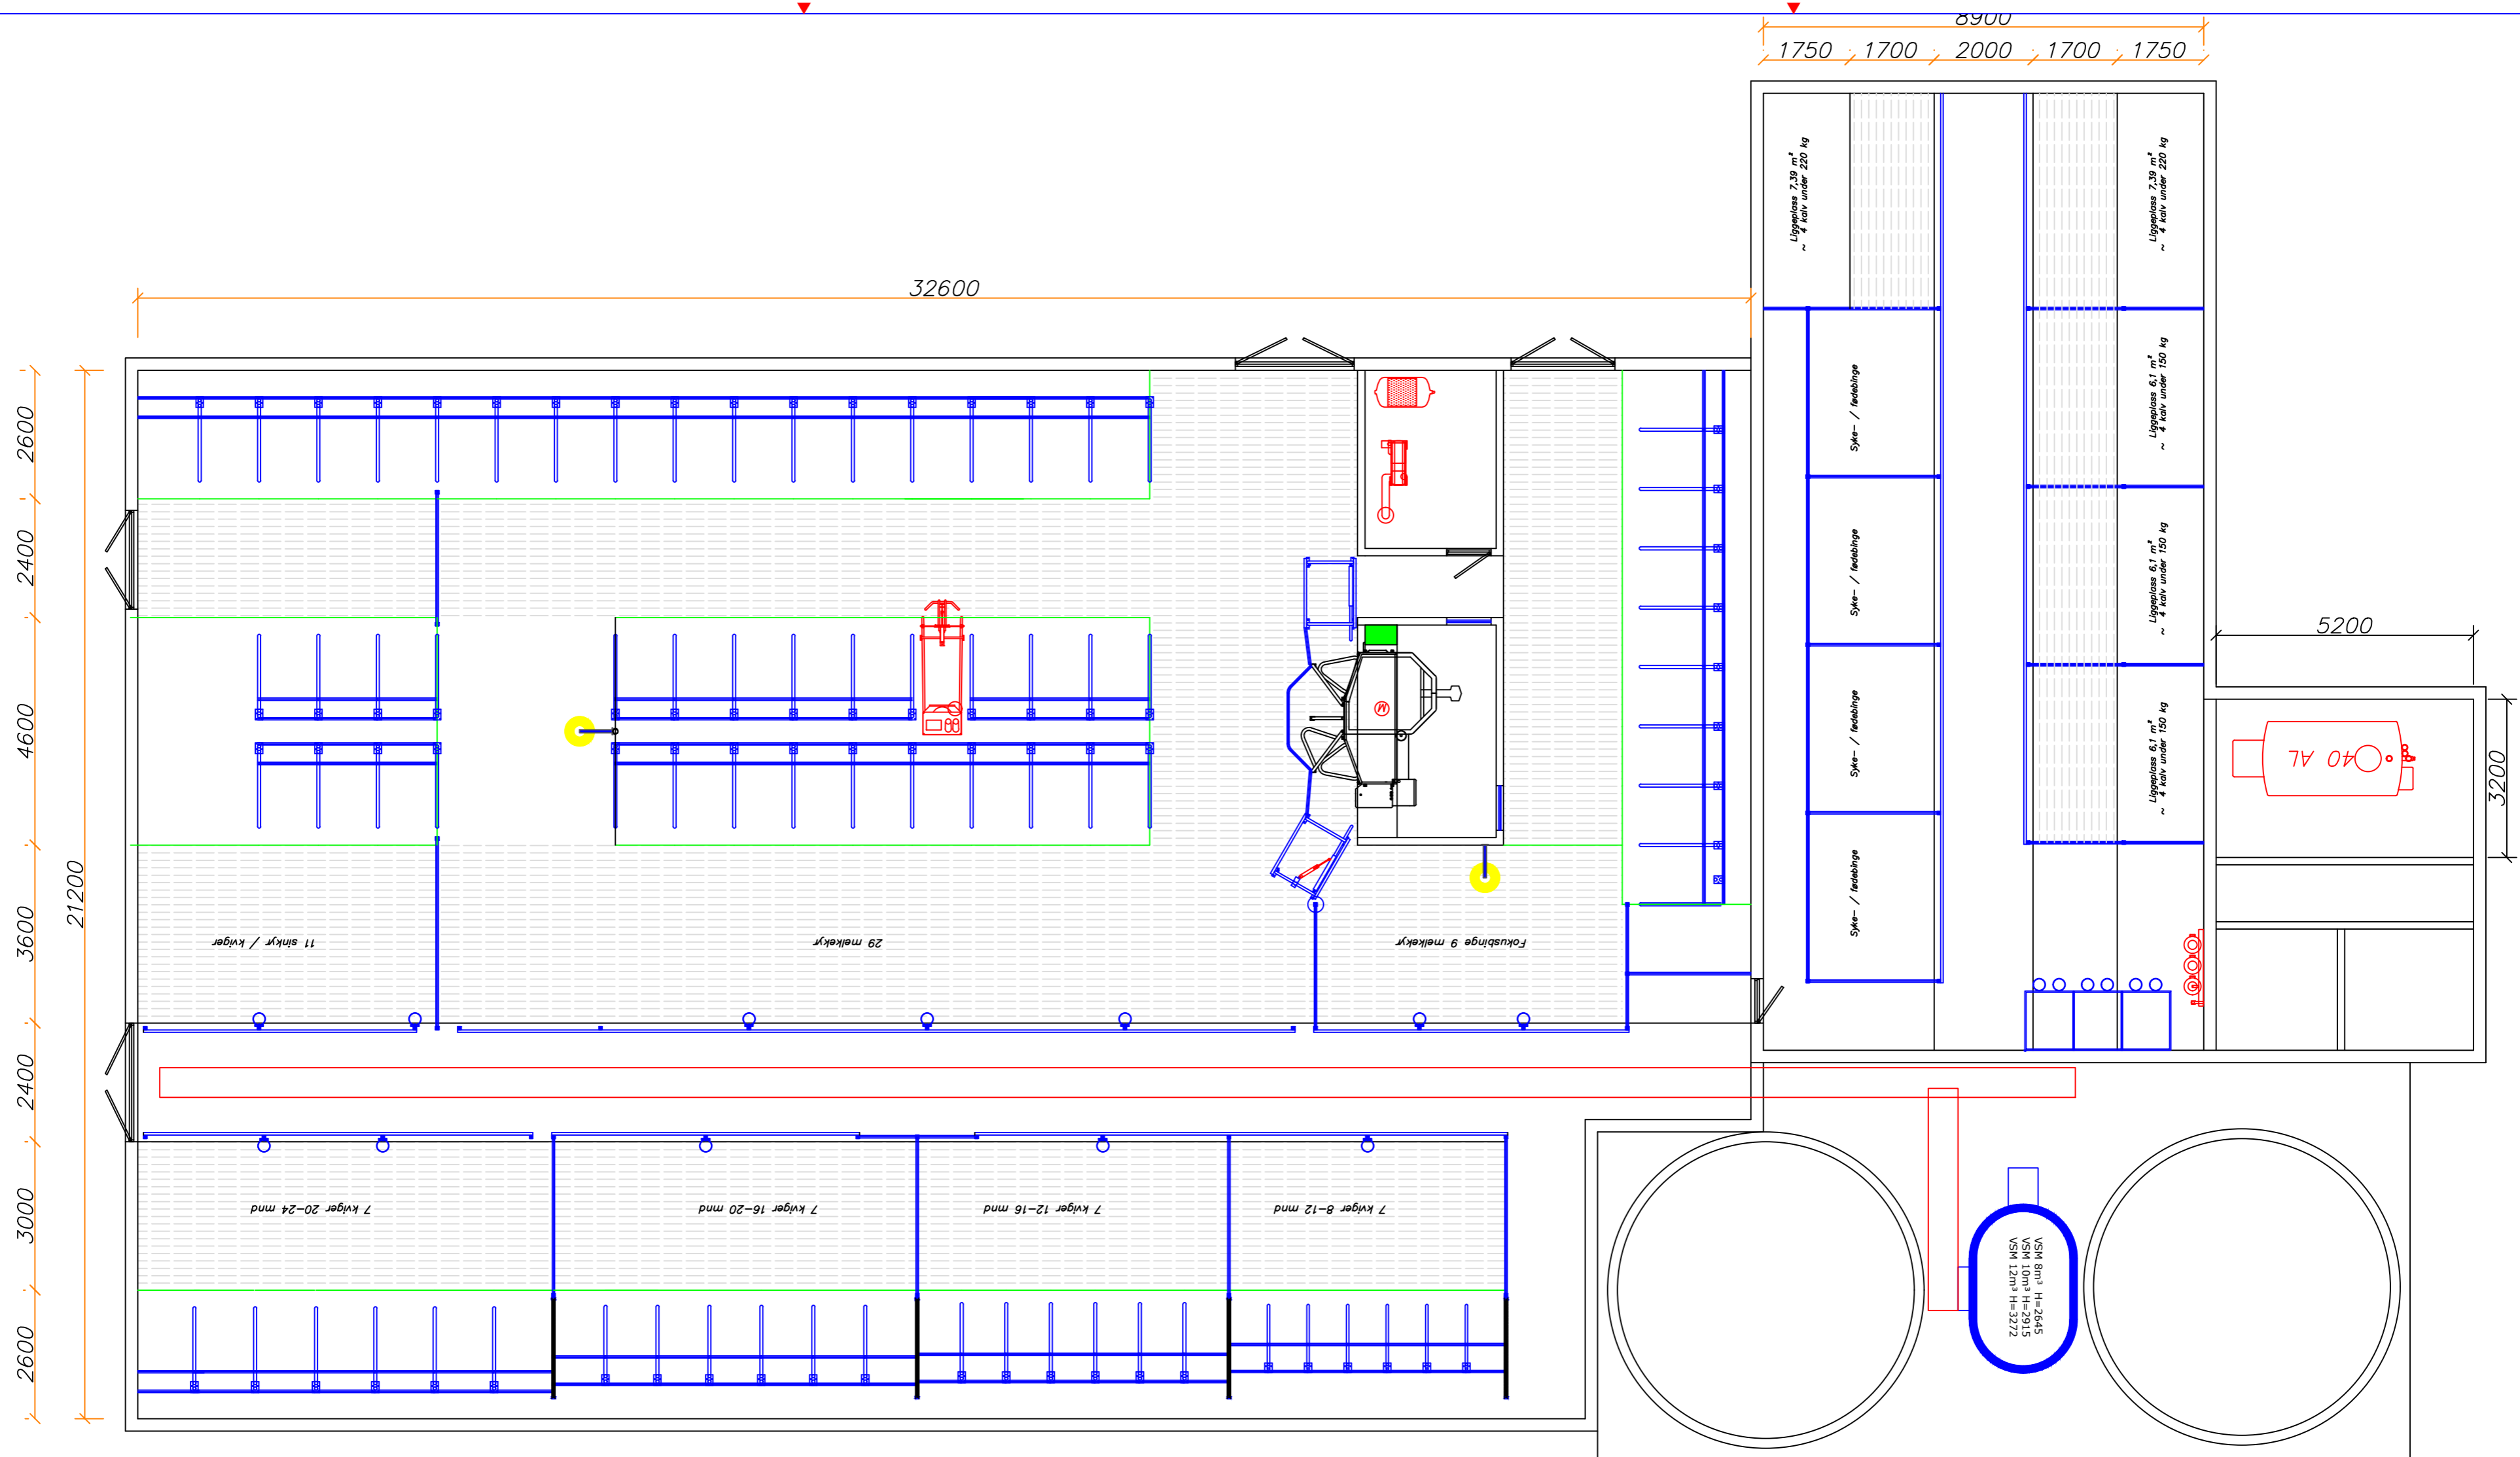 8900
1750 1700 2000 1700 1750
Liggeplass 7,39 m²
~ 4 kalv under 220 kg
Liggeplass 7,39 m²
~ 4 kalv under 220 kg
32600
2600
2400
4600
3600
2400
3000
2600
21200
Syke- / fødebinge
Syke- / fødebinge
Syke- / fødebinge
Syke- / fødebinge
Liggeplass 6,1 m²
~ 4 kalv under 150 kg
Liggeplass 6,1 m²
~ 4 kalv under 150 kg
Liggeplass 6,1 m²
~ 4 kalv under 150 kg
5200
3200
40 AL
M
11 sinkyr / kviger
29 melkekyr
Fokusbinge 9 melkekyr
7 kviger 20-24 mnd
7 kviger 16-20 mnd
7 kviger 12-16 mnd
7 kviger 8-12 mnd
VSM 8m³ H=2645
VSM 10m³ H=2915
VSM 12m³ H=3272